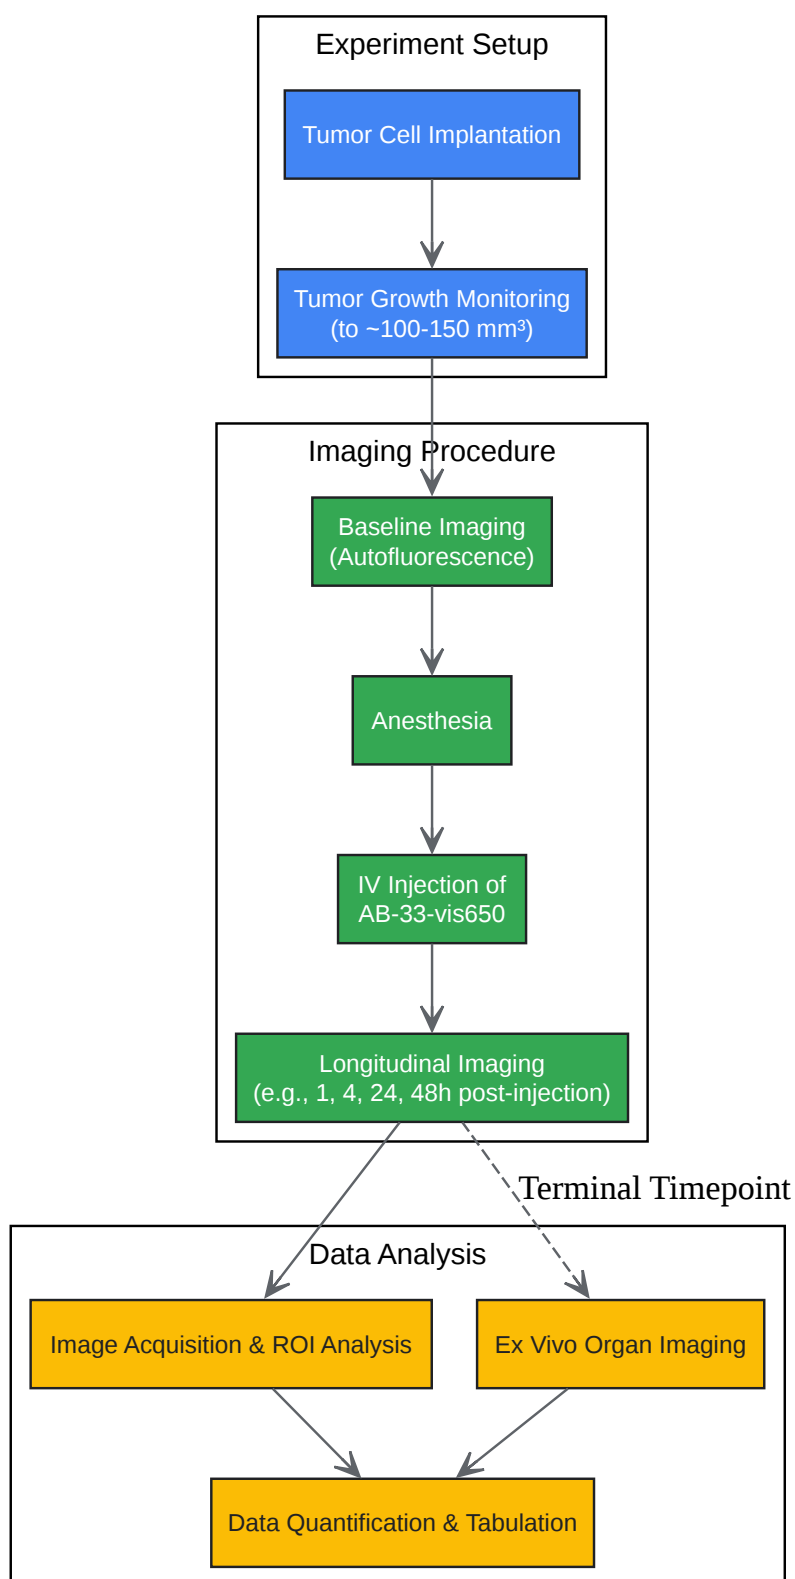 Experiment Setup
Tumor Cell Implantation
Tumor Growth Monitoring
(to ~100-150 mm³)
Imaging Procedure
Baseline Imaging
(Autofluorescence)
Anesthesia
IV Injection of
AB-33-vis650
Longitudinal Imaging
(e.g., 1, 4, 24, 48h post-injection)
Terminal Timepoint
Data Analysis
Image Acquisition & ROI Analysis
Ex Vivo Organ Imaging
Data Quantification & Tabulation